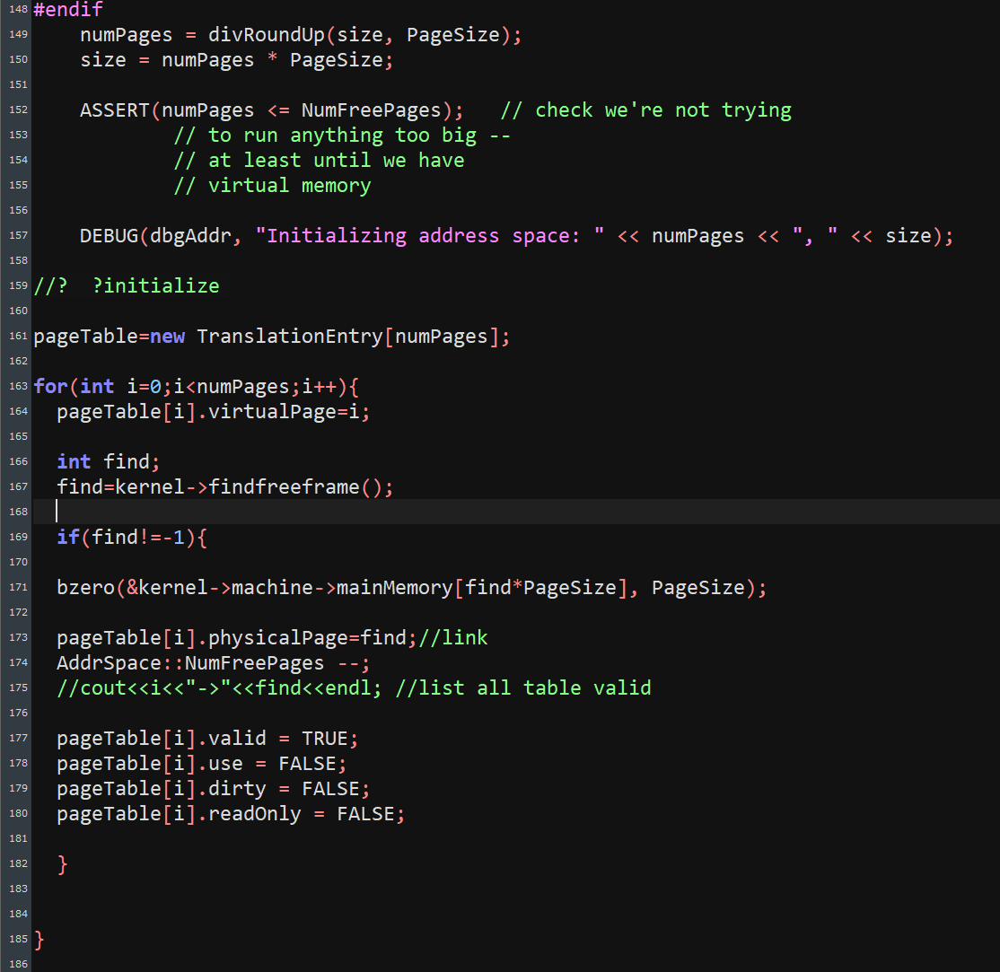 148 #endif
149 numPages = divRoundUp(size, PageSize);
150 size = numPages * PageSize;
151
152 ASSERT(numPages <= NumFreePages); // check we're not trying
153 // to run anything too big --
154 // at least until we have
155 // virtual memory
156
157 DEBUG(dbgAddr, "Initializing address space: " << numPages << ", " << size);
158
159 //? ?initialize
160
161 pageTable=new TranslationEntry[numPages];
162
163 for(int i=0;i<numPages;i++){
164 pageTable[i].virtualPage=i;
165
166 int find;
167 find=kernel->findfreeframe();
168
169 if(find!=-1){
170
171 bzero(&kernel->machine->mainMemory[find*PageSize], PageSize);
172
173 pageTable[i].physicalPage=find;//link
174 AddrSpace::NumFreePages --;
175 //cout<<i<<"->"<<find<<endl; //list all table valid
176
177 pageTable[i].valid = TRUE;
178 pageTable[i].use = FALSE;
179 pageTable[i].dirty = FALSE;
180 pageTable[i].readOnly = FALSE;
181
182 }
183
184
185 }
186